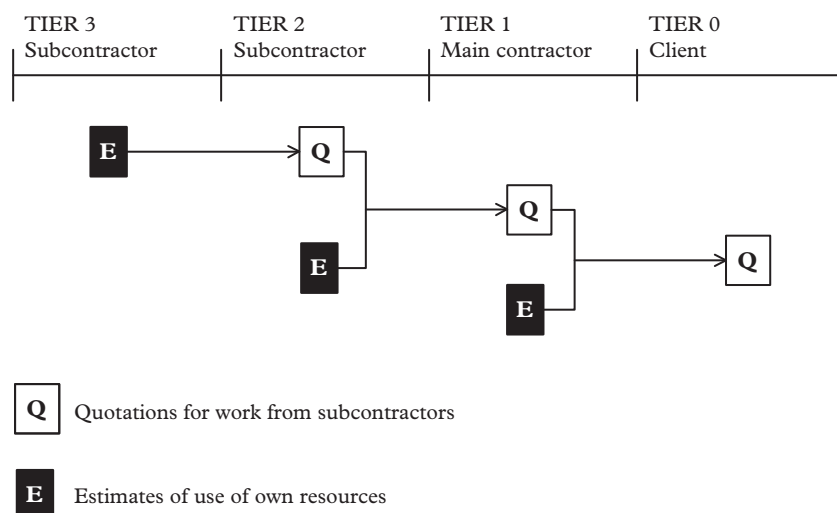 TIER 3
Subcontractor
TIER 2
Subcontractor
TIER 1
Main contractor
TIER 0
Client
E
Q
E
Q
E
Q
Q Quotations for work from subcontractors
E Estimates of use of own resources